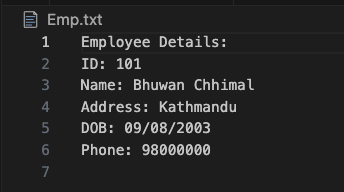 Emp.txt
1 Employee Details:
2 ID: 101
3 Name: Bhuwan Chhimal
4 Address: Kathmandu
5 DOB: 09/08/2003
6 Phone: 98000000
7